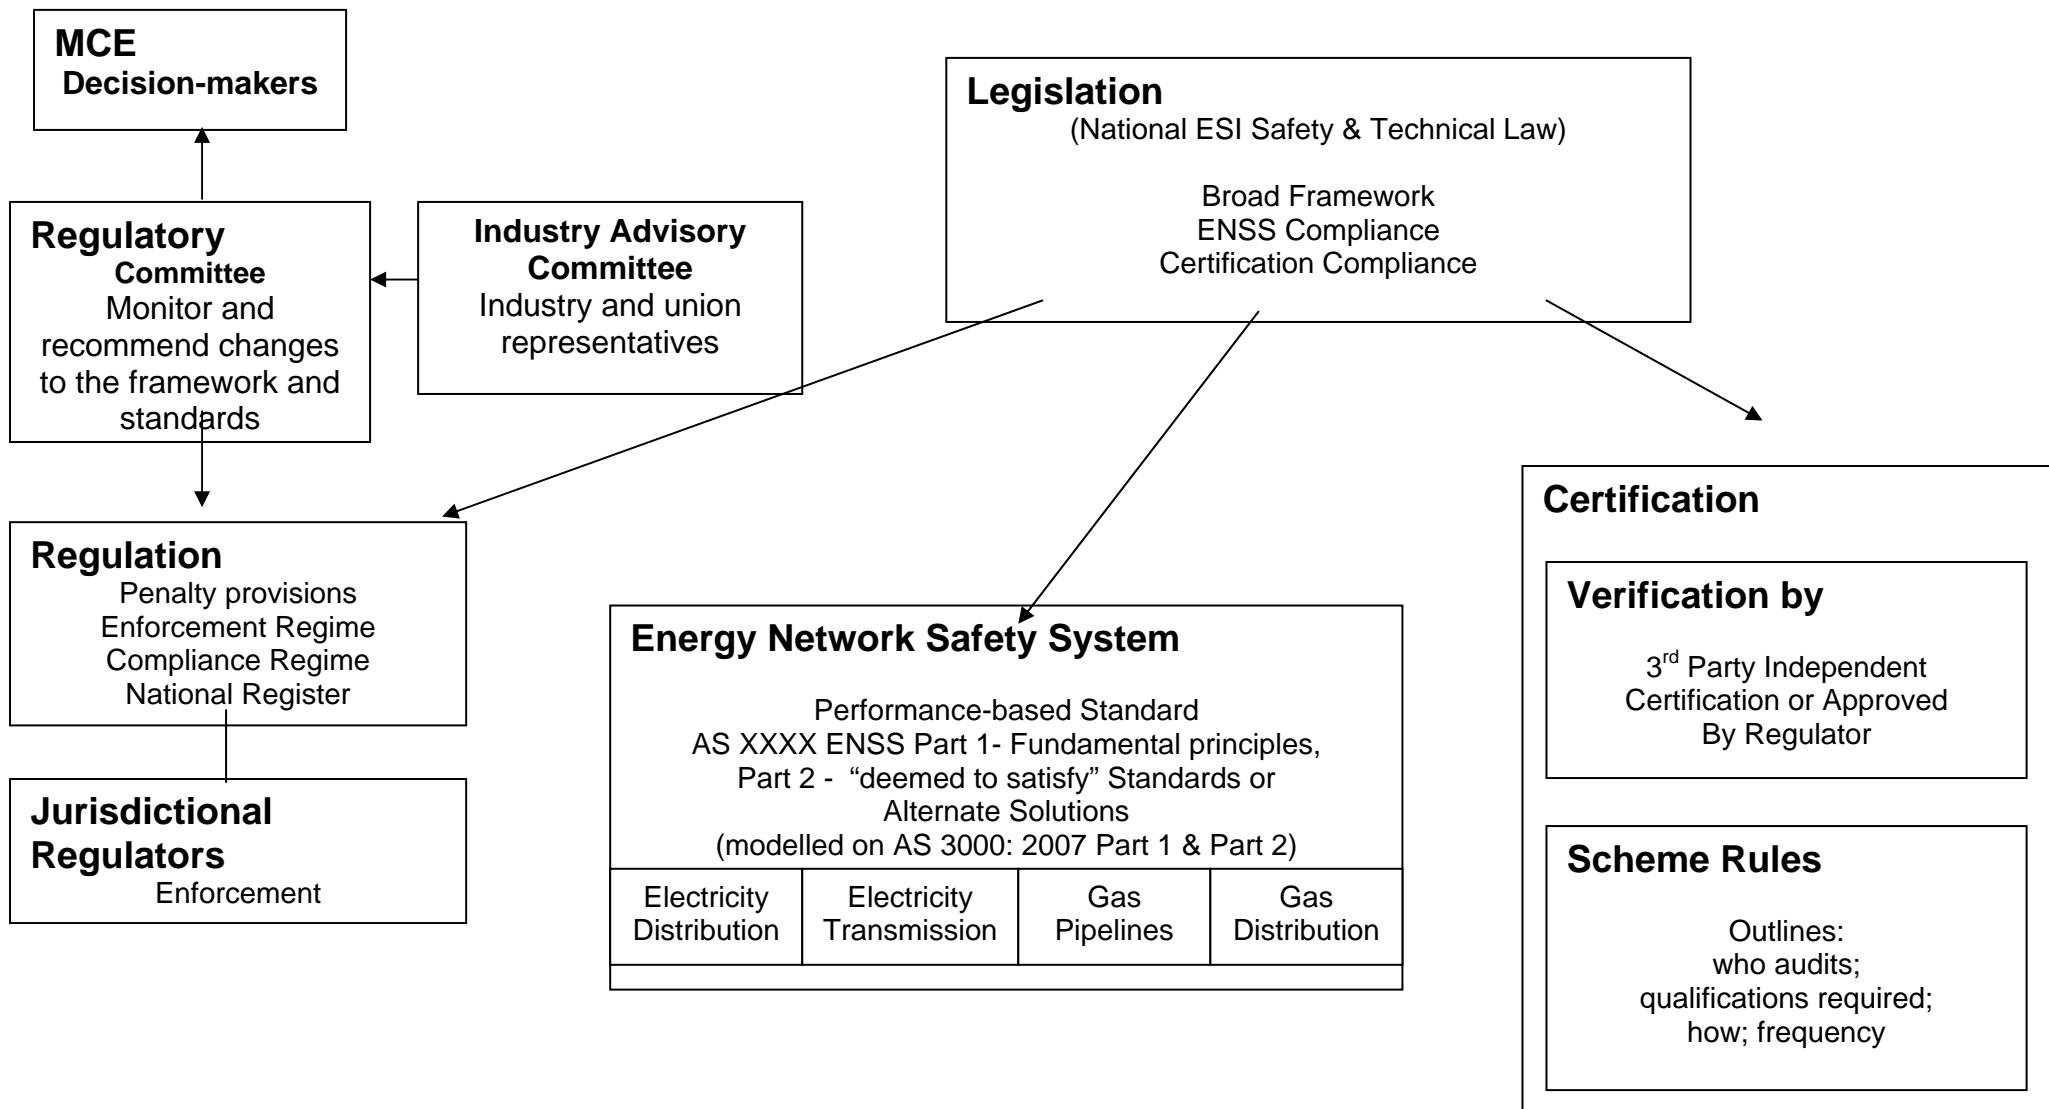 MCE
Decision-makers
Legislation
(National ESI Safety & Technical Law)
Broad Framework
ENSS Compliance
Certification Compliance
Regulatory
Committee
Monitor and
recommend changes
to the framework and
standards
Industry Advisory
Committee
Industry and union
representatives
Regulation
Penalty provisions
Enforcement Regime
Compliance Regime
National Register
Jurisdictional
Regulators
Enforcement
Energy Network Safety System
Performance-based Standard
AS XXXX ENSS Part 1- Fundamental principles,
Part 2 - “deemed to satisfy” Standards or
Alternate Solutions
(modelled on AS 3000: 2007 Part 1 & Part 2)
Electricity
Distribution
Electricity
Transmission
Gas
Pipelines
Gas
Distribution
Certification
Verification by
3rd Party Independent
Certification or Approved
By Regulator
Scheme Rules
Outlines:
who audits;
qualifications required;
how; frequency